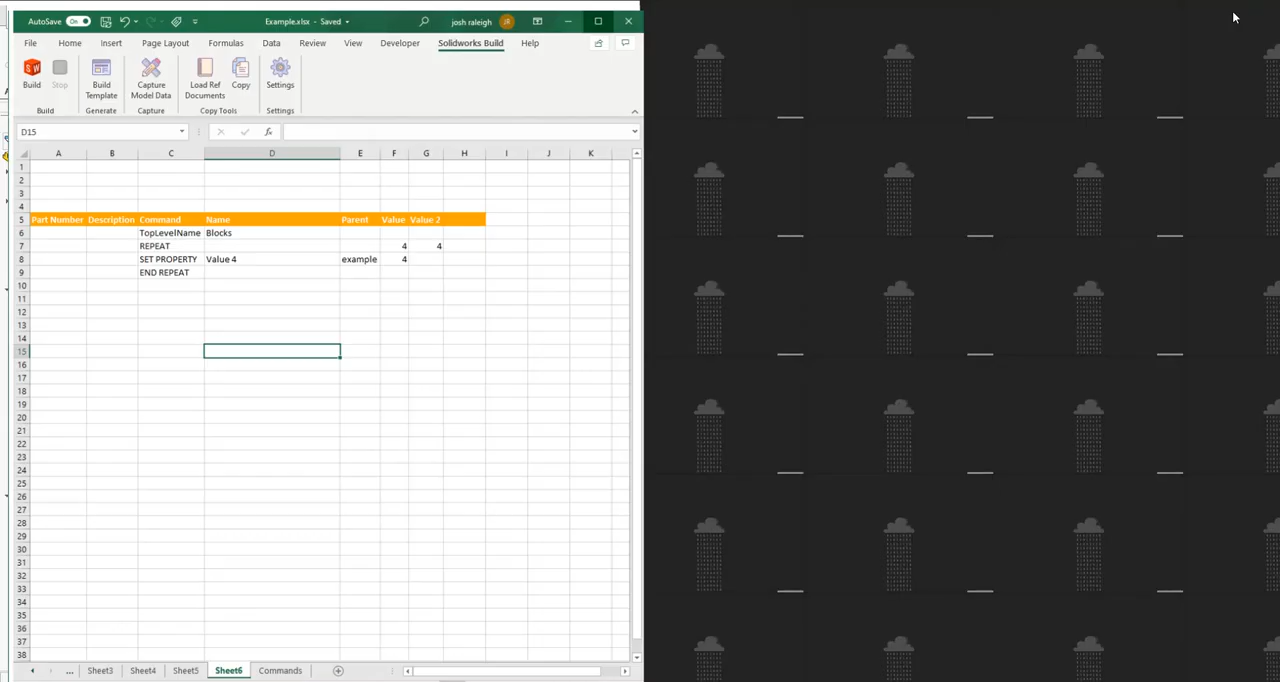 AutoSave On Example.xlsx - Saved josh raleigh JR
File Home Insert Page Layout Formulas Data Review View Developer Solidworks Build Help
Build Stop Build Template Capture Model Data Load Ref Documents Copy Settings
Build Generate Capture Copy Tools Settings
D15 fx
A B C D E F G H I J K
1
2
3
4
5 Part Number Description Command Name Parent Value Value 2
6 TopLevelName Blocks
7 REPEAT 4 4
8 SET PROPERTY Value 4 example 4
9 END REPEAT
10
11
12
13
14
15
16
17
18
19
20
21
22
23
24
25
26
27
28
29
30
31
32
33
34
35
36
37
38
... Sheet3 Sheet4 Sheet5 Sheet6 Commands